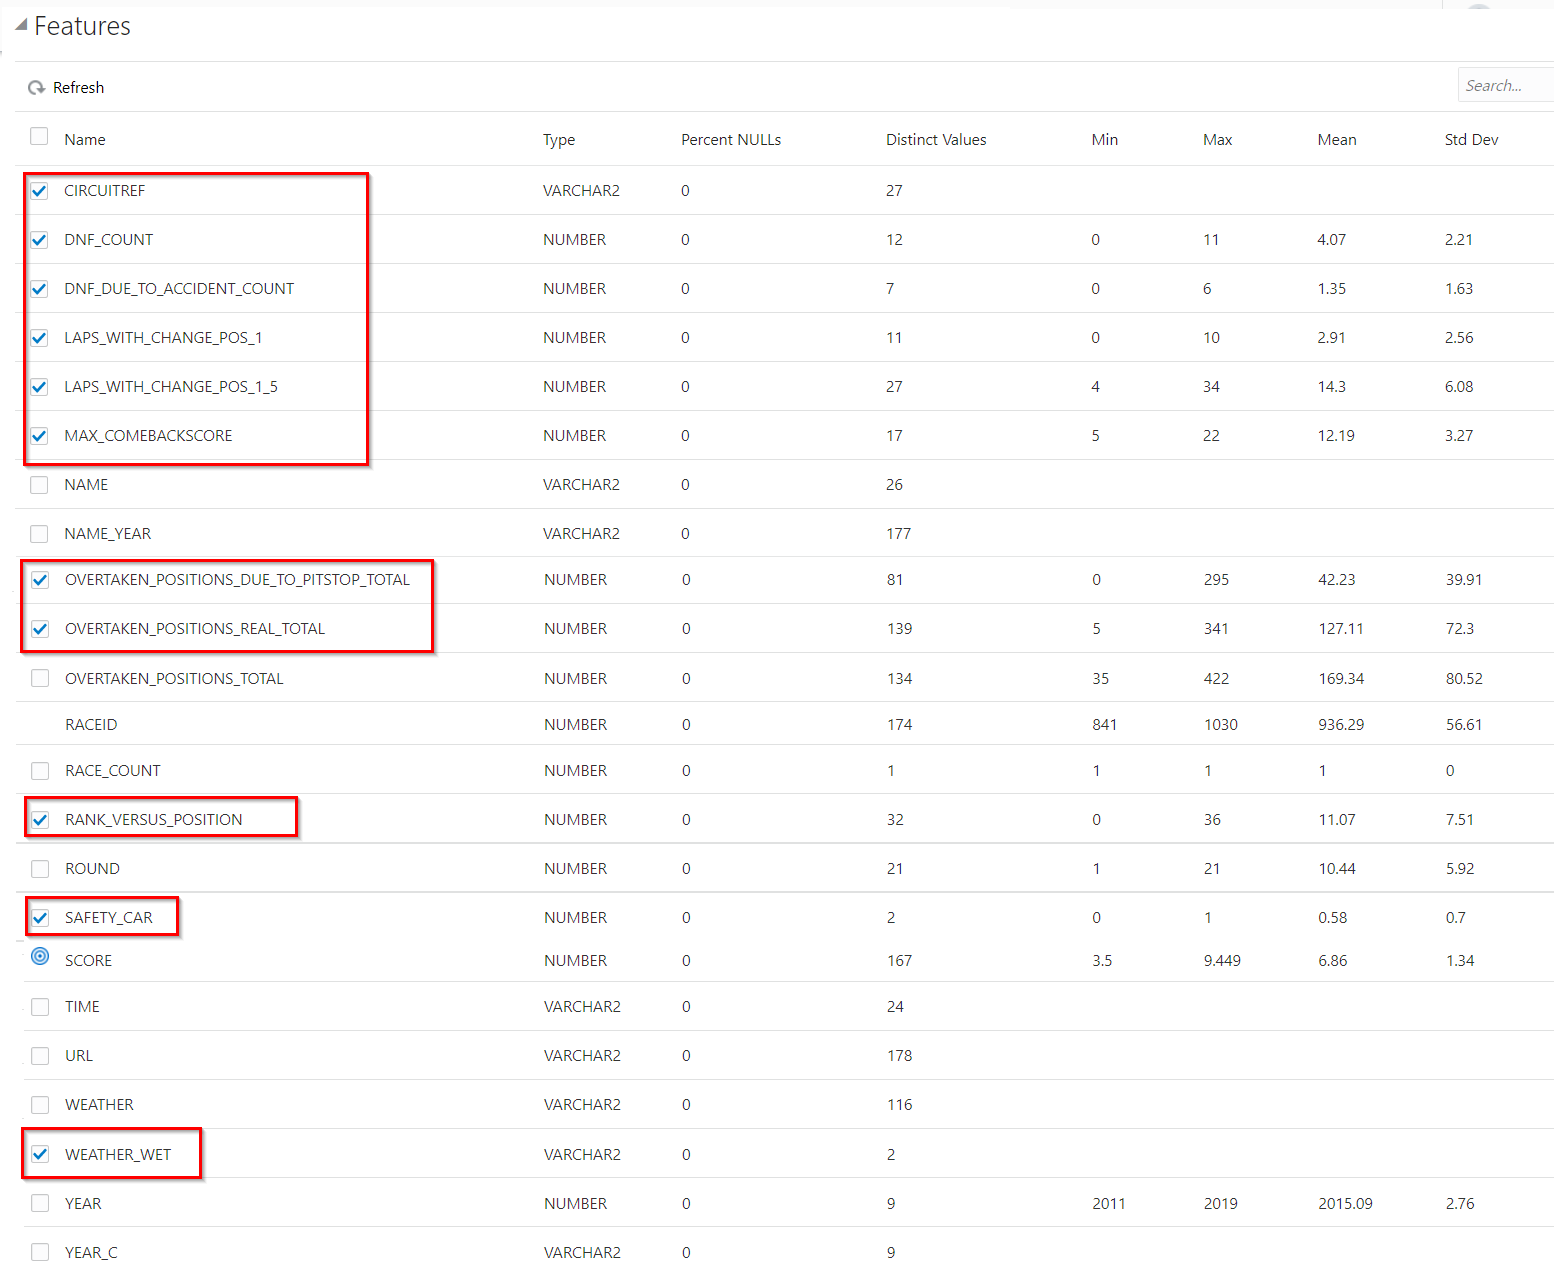 Features
Refresh Search...
Name Type Percent NULLs Distinct Values Min Max Mean Std Dev
CIRCUITREF VARCHAR2 0 27
DNF_COUNT NUMBER 0 12 0 11 4.07 2.21
DNF_DUE_TO_ACCIDENT_COUNT NUMBER 0 7 0 6 1.35 1.63
LAPS_WITH_CHANGE_POS_1 NUMBER 0 11 0 10 2.91 2.56
LAPS_WITH_CHANGE_POS_1_5 NUMBER 0 27 4 34 14.3 6.08
MAX_COMEBACKSCORE NUMBER 0 17 5 22 12.19 3.27
NAME VARCHAR2 0 26
NAME_YEAR VARCHAR2 0 177
OVERTAKEN_POSITIONS_DUE_TO_PITSTOP_TOTAL NUMBER 0 81 0 295 42.23 39.91
OVERTAKEN_POSITIONS_REAL_TOTAL NUMBER 0 139 5 341 127.11 72.3
OVERTAKEN_POSITIONS_TOTAL NUMBER 0 134 35 422 169.34 80.52
RACEID NUMBER 0 174 841 1030 936.29 56.61
RACE_COUNT NUMBER 0 1 1 1 1 0
RANK_VERSUS_POSITION NUMBER 0 32 0 36 11.07 7.51
ROUND NUMBER 0 21 1 21 10.44 5.92
SAFETY_CAR NUMBER 0 2 0 1 0.58 0.7
SCORE NUMBER 0 167 3.5 9.449 6.86 1.34
TIME VARCHAR2 0 24
URL VARCHAR2 0 178
WEATHER VARCHAR2 0 116
WEATHER_WET VARCHAR2 0 2
YEAR NUMBER 0 9 2011 2019 2015.09 2.76
YEAR_C VARCHAR2 0 9